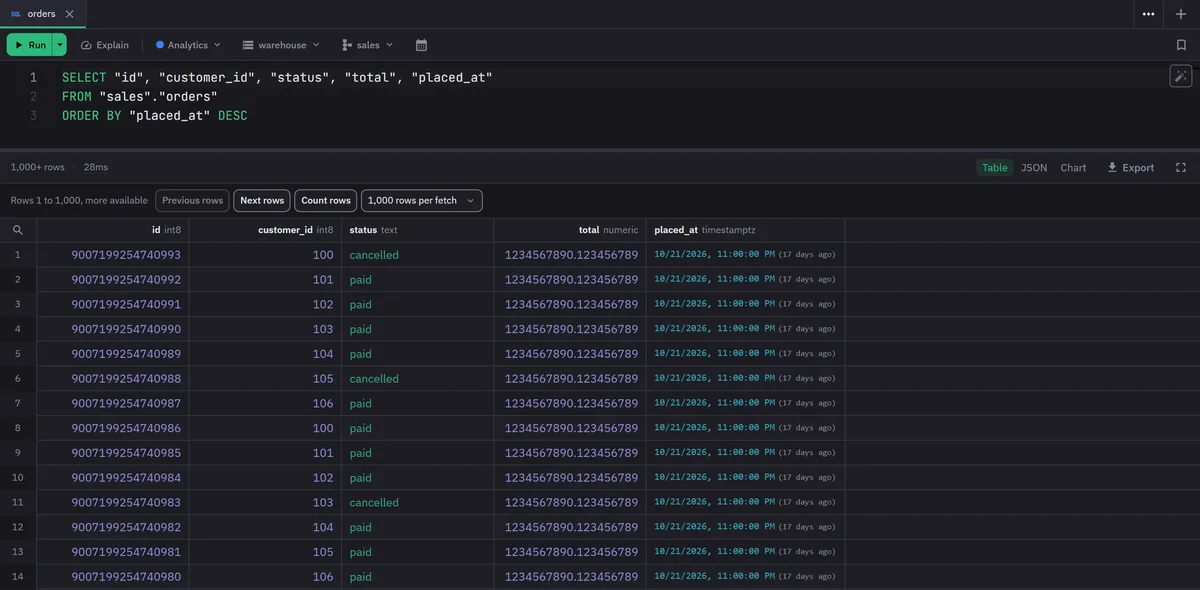 SQL orders
Run Explain Analytics warehouse sales
1 SELECT "id", "customer_id", "status", "total", "placed_at"
2 FROM "sales"."orders"
3 ORDER BY "placed_at" DESC
1,000+ rows · 28ms Table JSON Chart Export
Rows 1 to 1,000, more available Previous rows Next rows Count rows 1,000 rows per fetch
id int8 customer_id int8 status text total numeric placed_at timestamptz
1 9007199254740993 100 cancelled 1234567890.123456789 10/21/2026, 11:00:00 PM (17 days ago)
2 9007199254740992 101 paid 1234567890.123456789 10/21/2026, 11:00:00 PM (17 days ago)
3 9007199254740991 102 paid 1234567890.123456789 10/21/2026, 11:00:00 PM (17 days ago)
4 9007199254740990 103 paid 1234567890.123456789 10/21/2026, 11:00:00 PM (17 days ago)
5 9007199254740989 104 paid 1234567890.123456789 10/21/2026, 11:00:00 PM (17 days ago)
6 9007199254740988 105 cancelled 1234567890.123456789 10/21/2026, 11:00:00 PM (17 days ago)
7 9007199254740987 106 paid 1234567890.123456789 10/21/2026, 11:00:00 PM (17 days ago)
8 9007199254740986 100 paid 1234567890.123456789 10/21/2026, 11:00:00 PM (17 days ago)
9 9007199254740985 101 paid 1234567890.123456789 10/21/2026, 11:00:00 PM (17 days ago)
10 9007199254740984 102 paid 1234567890.123456789 10/21/2026, 11:00:00 PM (17 days ago)
11 9007199254740983 103 cancelled 1234567890.123456789 10/21/2026, 11:00:00 PM (17 days ago)
12 9007199254740982 104 paid 1234567890.123456789 10/21/2026, 11:00:00 PM (17 days ago)
13 9007199254740981 105 paid 1234567890.123456789 10/21/2026, 11:00:00 PM (17 days ago)
14 9007199254740980 106 paid 1234567890.123456789 10/21/2026, 11:00:00 PM (17 days ago)